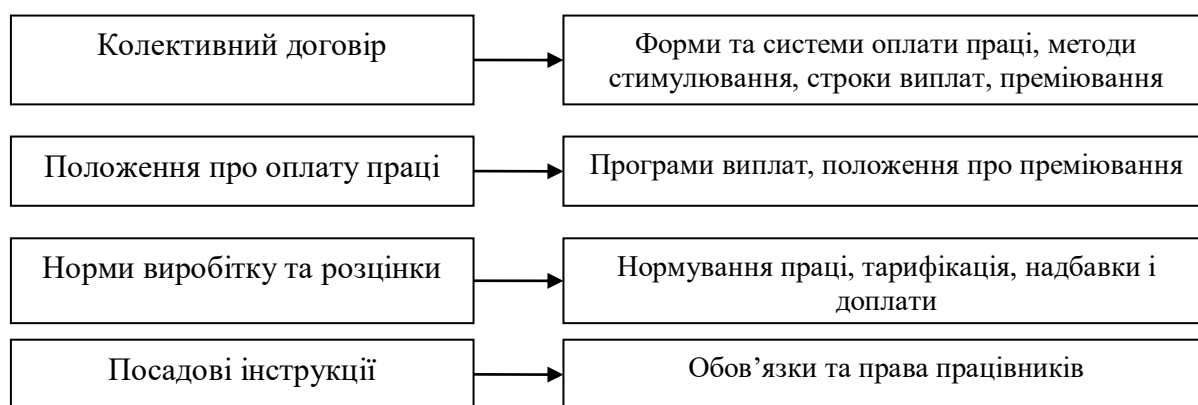 Колективний договір
Форми та системи оплати праці, методи
стимулювання, строки виплат, преміювання
Положення про оплату праці
Програми виплат, положення про преміювання
Норми виробітку та розцінки
Нормування праці, тарифікація, надбавки і
доплати
Посадові інструкції
Обов’язки та права працівників